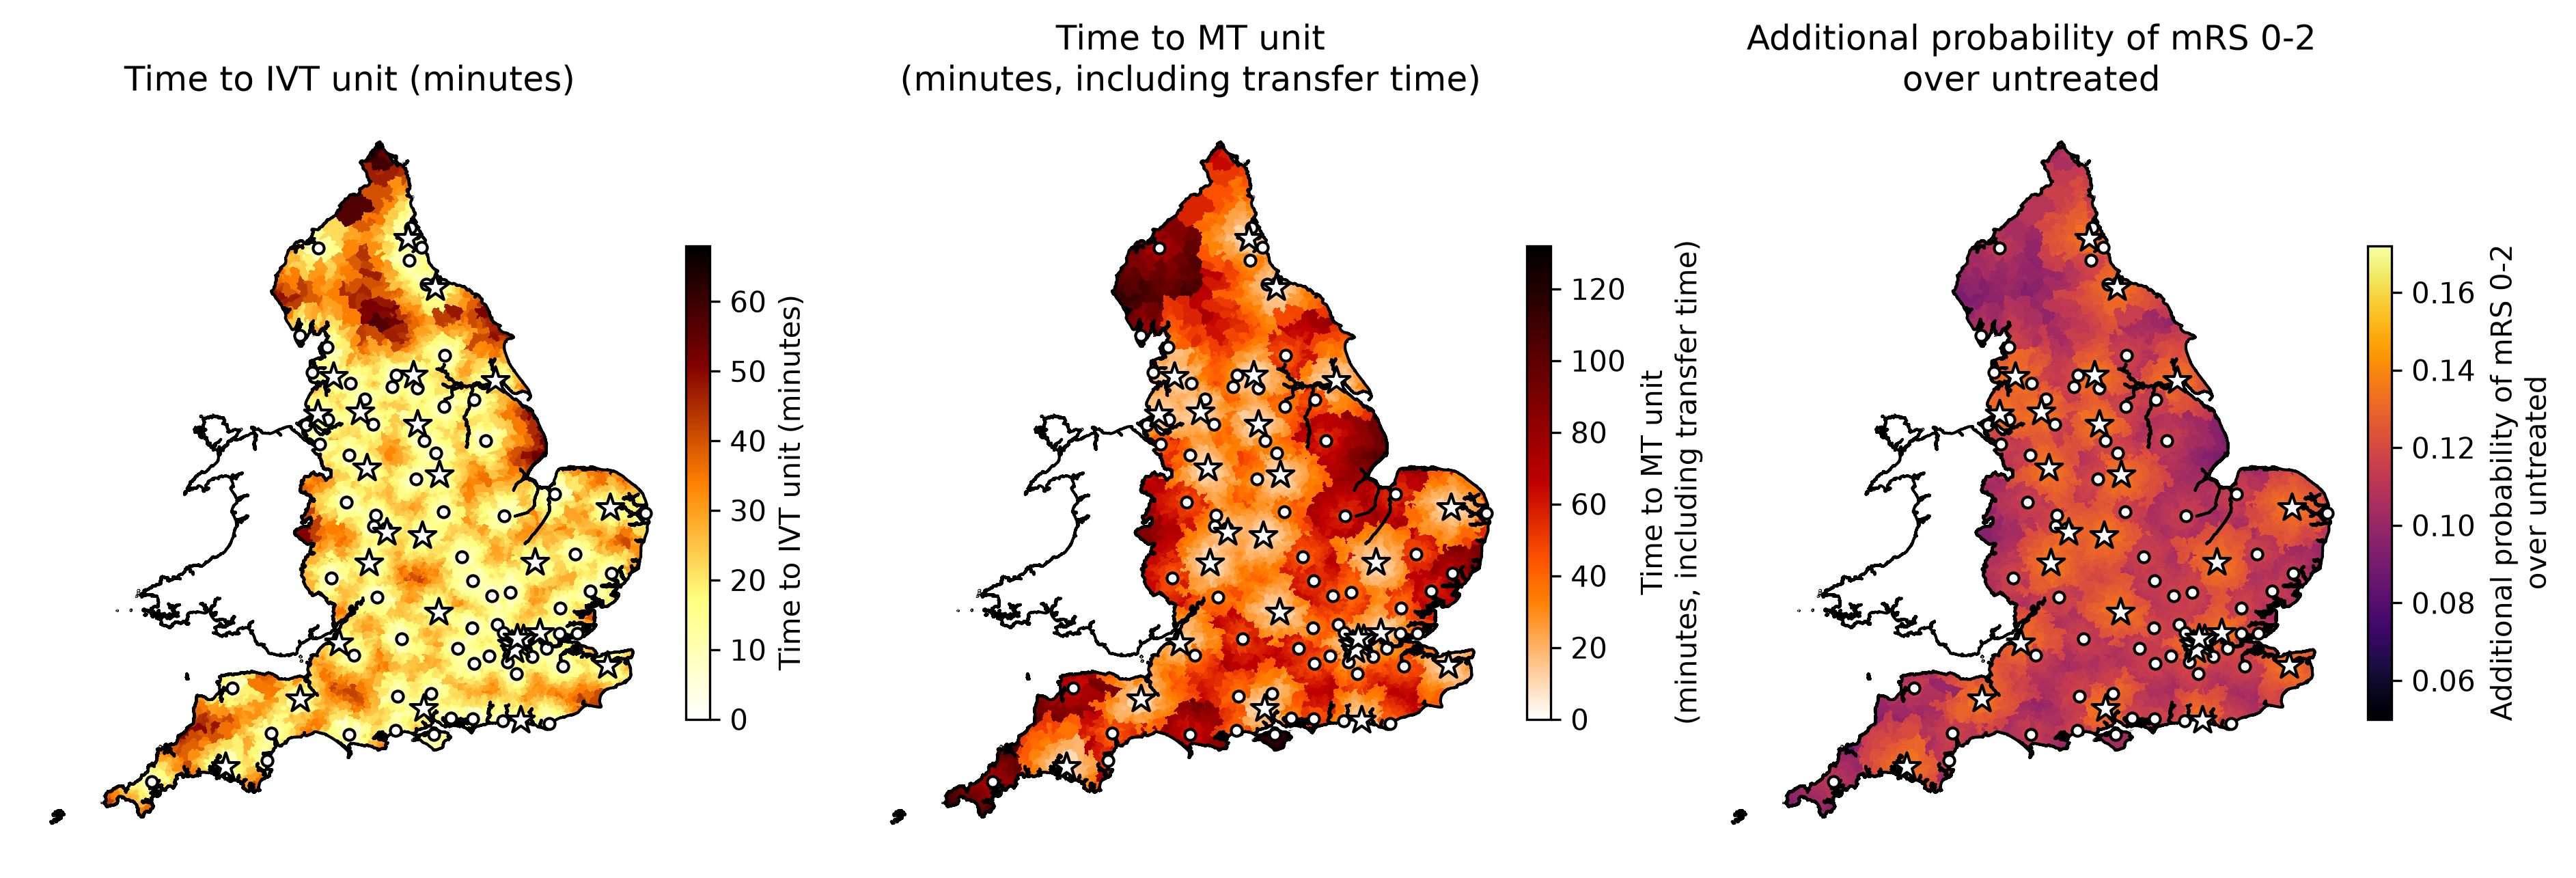 Time to IVT unit (minutes)
60
50
40
30
20
10
0
Time to IVT unit (minutes)
Time to MT unit
(minutes, including transfer time)
120
100
80
60
40
20
0
Time to MT unit
(minutes, including transfer time)
Additional probability of mRS 0-2
over untreated
0.16
0.14
0.12
0.10
0.08
0.06
Additional probability of mRS 0-2
over untreated